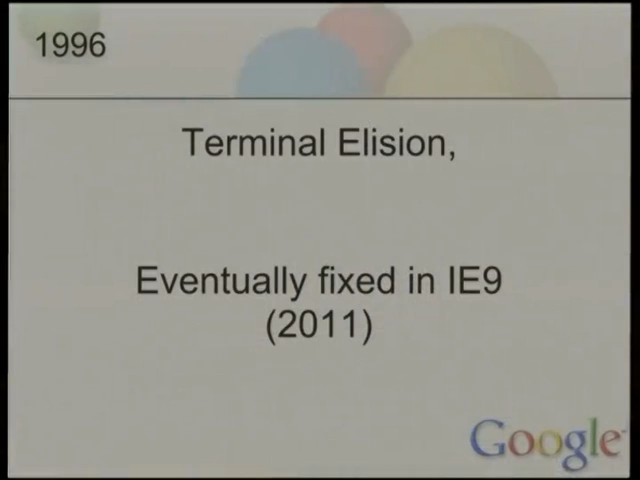 1996
Terminal Elision,
Eventually fixed in IE9
(2011)
Google